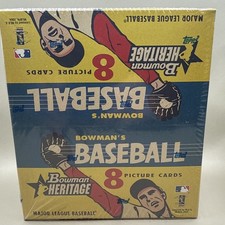 MAJOR LEAGUE BASEBALL
Topps
Bowman
HERITAGE
8
PICTURE CARDS
BASEBALL
BOWMAN'S
BOWMAN'S
BASEBALL
8 PICTURE CARDS
Bowman
HERITAGE
MAJOR LEAGUE BASEBALL